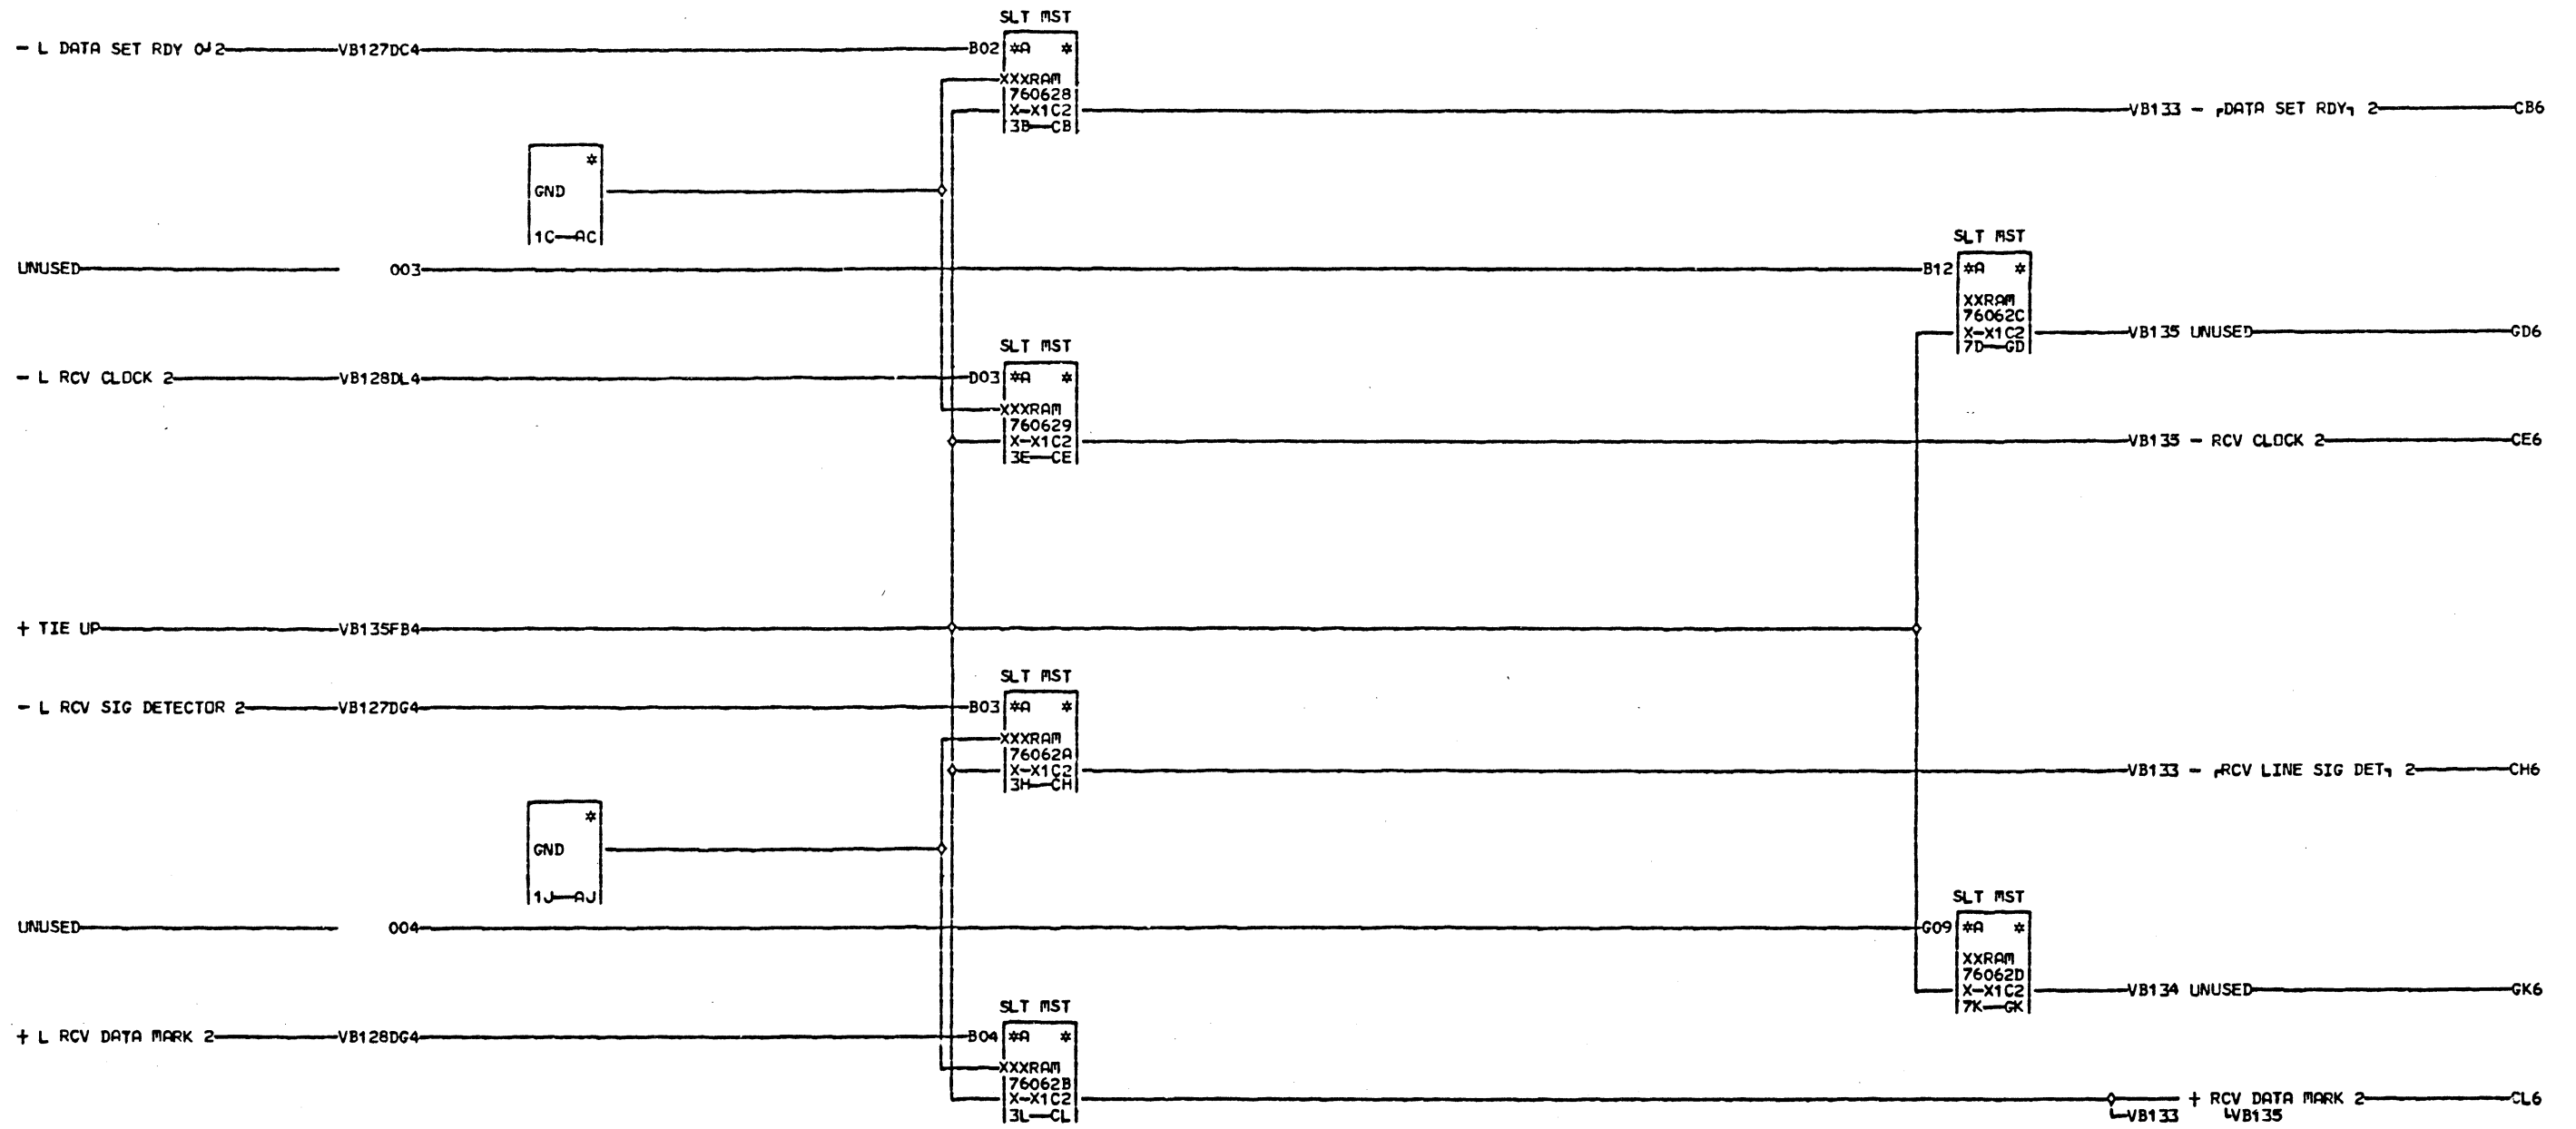 SLT MST
- L DATA SET RDY 0J 2 VB127DC4 B02 *A *
XXXRAM
760628
X-X1C2 VB133 - ┌DATA SET RDY┐ 2 CB6
3B CB
*
GND
1C AC
SLT MST
UNUSED 003 B12 *A *
XXRAM
76062C
X-X1C2 VB135 UNUSED GD6
7D GD
SLT MST
- L RCV CLOCK 2 VB128DL4 D03 *A *
XXXRAM
760629
X-X1C2 VB135 - RCV CLOCK 2 CE6
3E CE
+ TIE UP VB135FB4
SLT MST
- L RCV SIG DETECTOR 2 VB127DG4 B03 *A *
XXXRAM
76062A
X-X1C2 VB133 - ┌RCV LINE SIG DET┐ 2 CH6
3H CH
*
GND
1J AJ
SLT MST
UNUSED 004 G09 *A *
XXRAM
76062D
X-X1C2 VB134 UNUSED GK6
7K GK
SLT MST
+ L RCV DATA MARK 2 VB128DG4 B04 *A *
XXXRAM
76062B
X-X1C2 + RCV DATA MARK 2 CL6
3L CL VB133 VB135